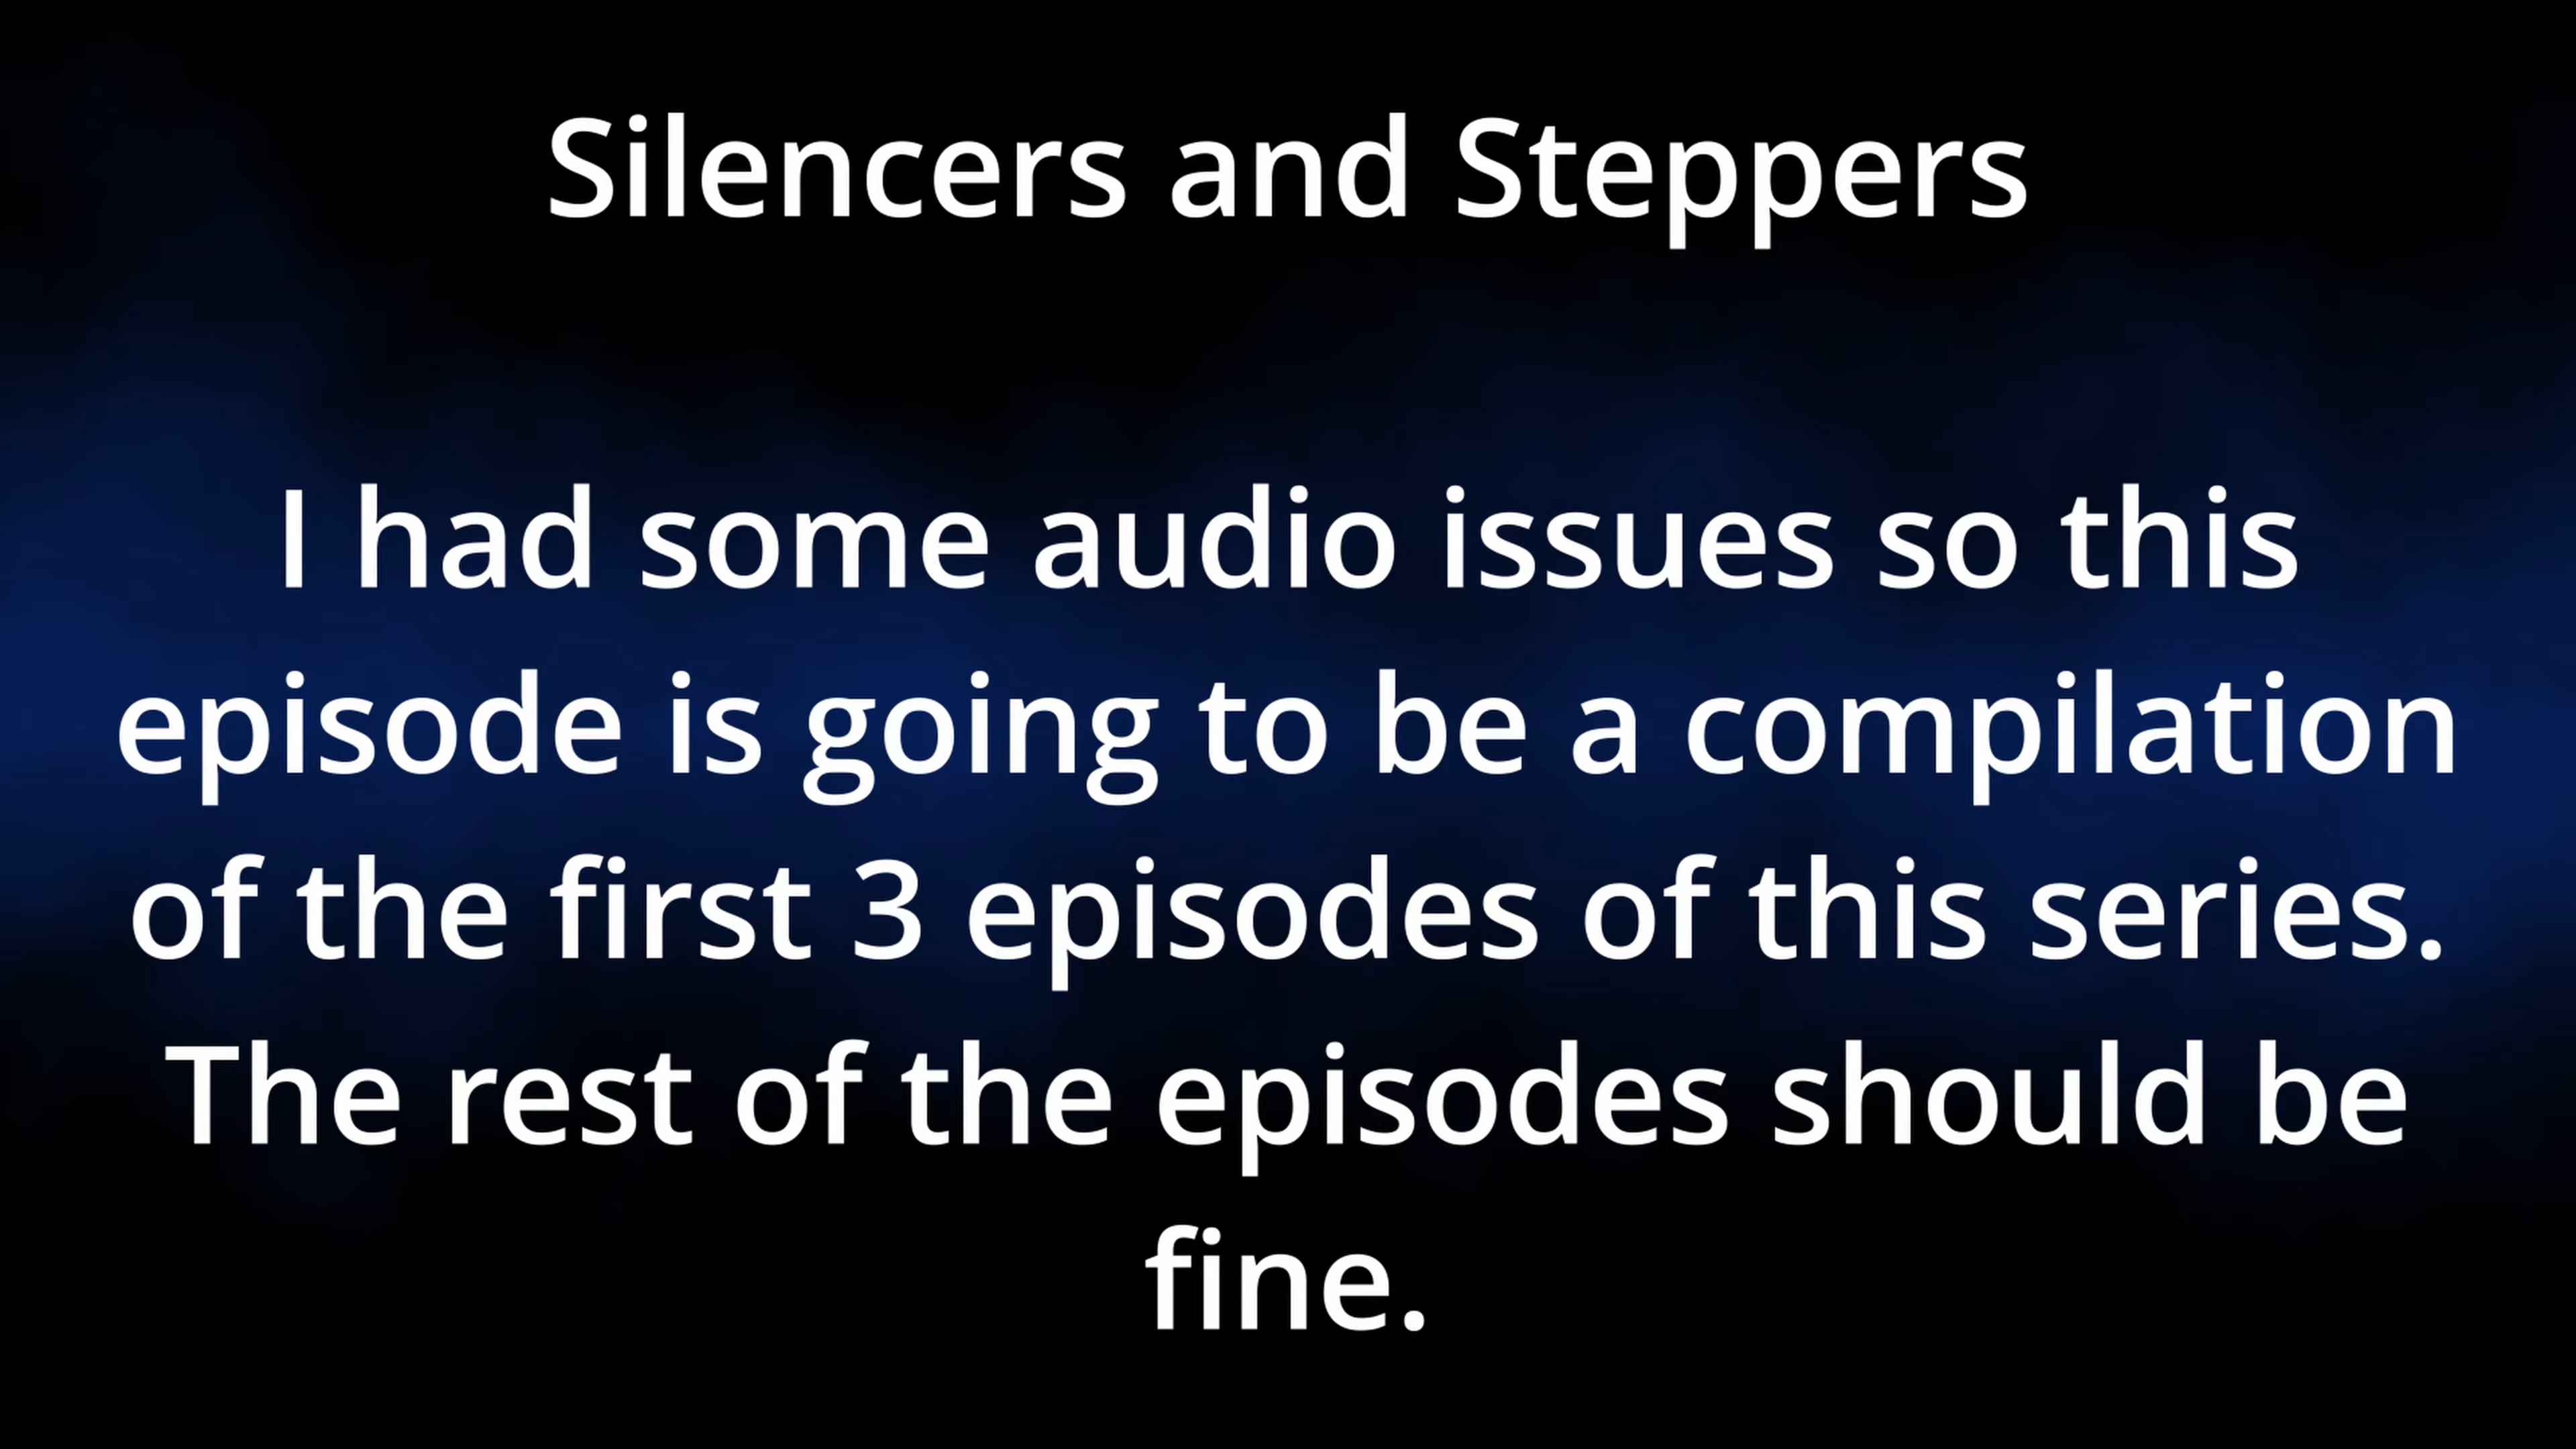 Silencers and Steppers
I had some audio issues so this
episode is going to be a compilation
of the first 3 episodes of this series.
The rest of the episodes should be
fine.